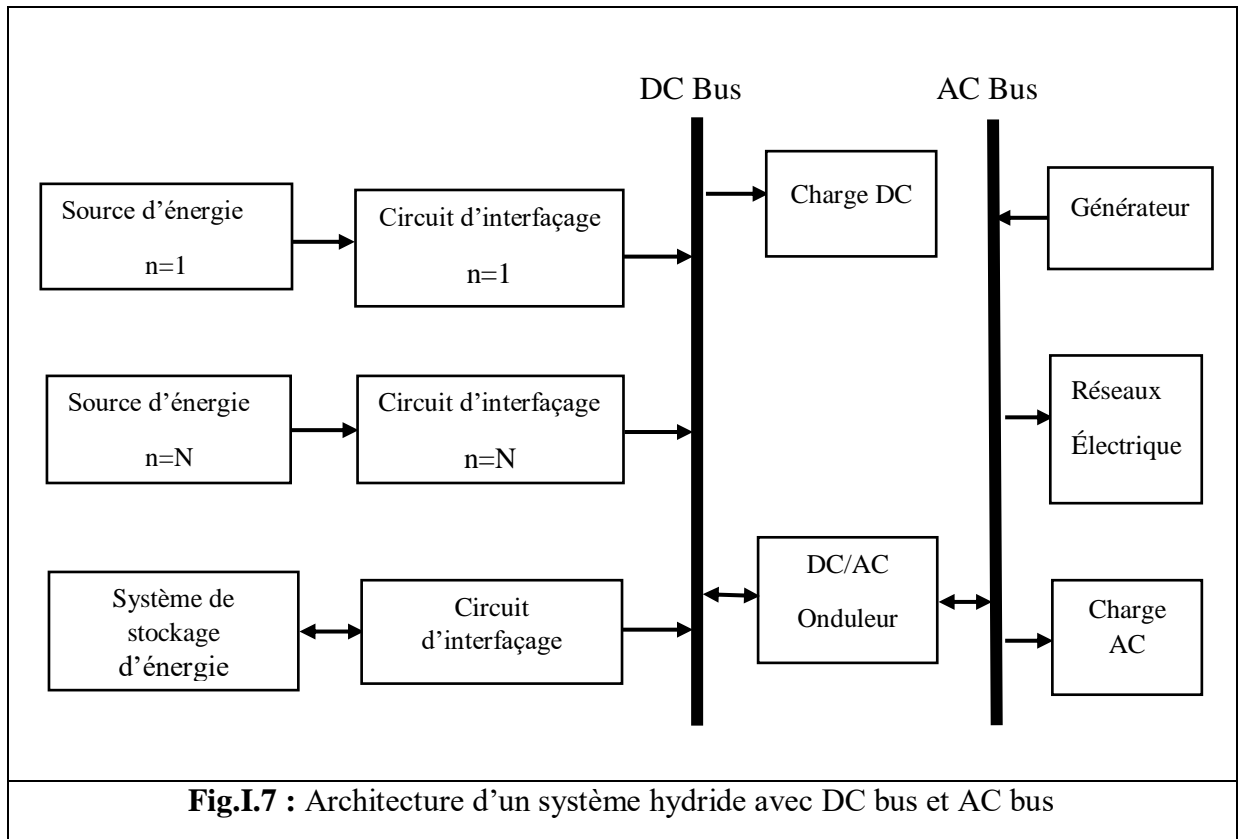 DC Bus
AC Bus
Source d’énergie
n=1
Circuit d’interfaçage
n=1
Charge DC
Générateur
Source d’énergie
n=N
Circuit d’interfaçage
n=N
Réseaux
Électrique
Système de
stockage
d’énergie
Circuit
d’interfaçage
DC/AC
Onduleur
Charge
AC
Fig.I.7 : Architecture d’un système hydride avec DC bus et AC bus